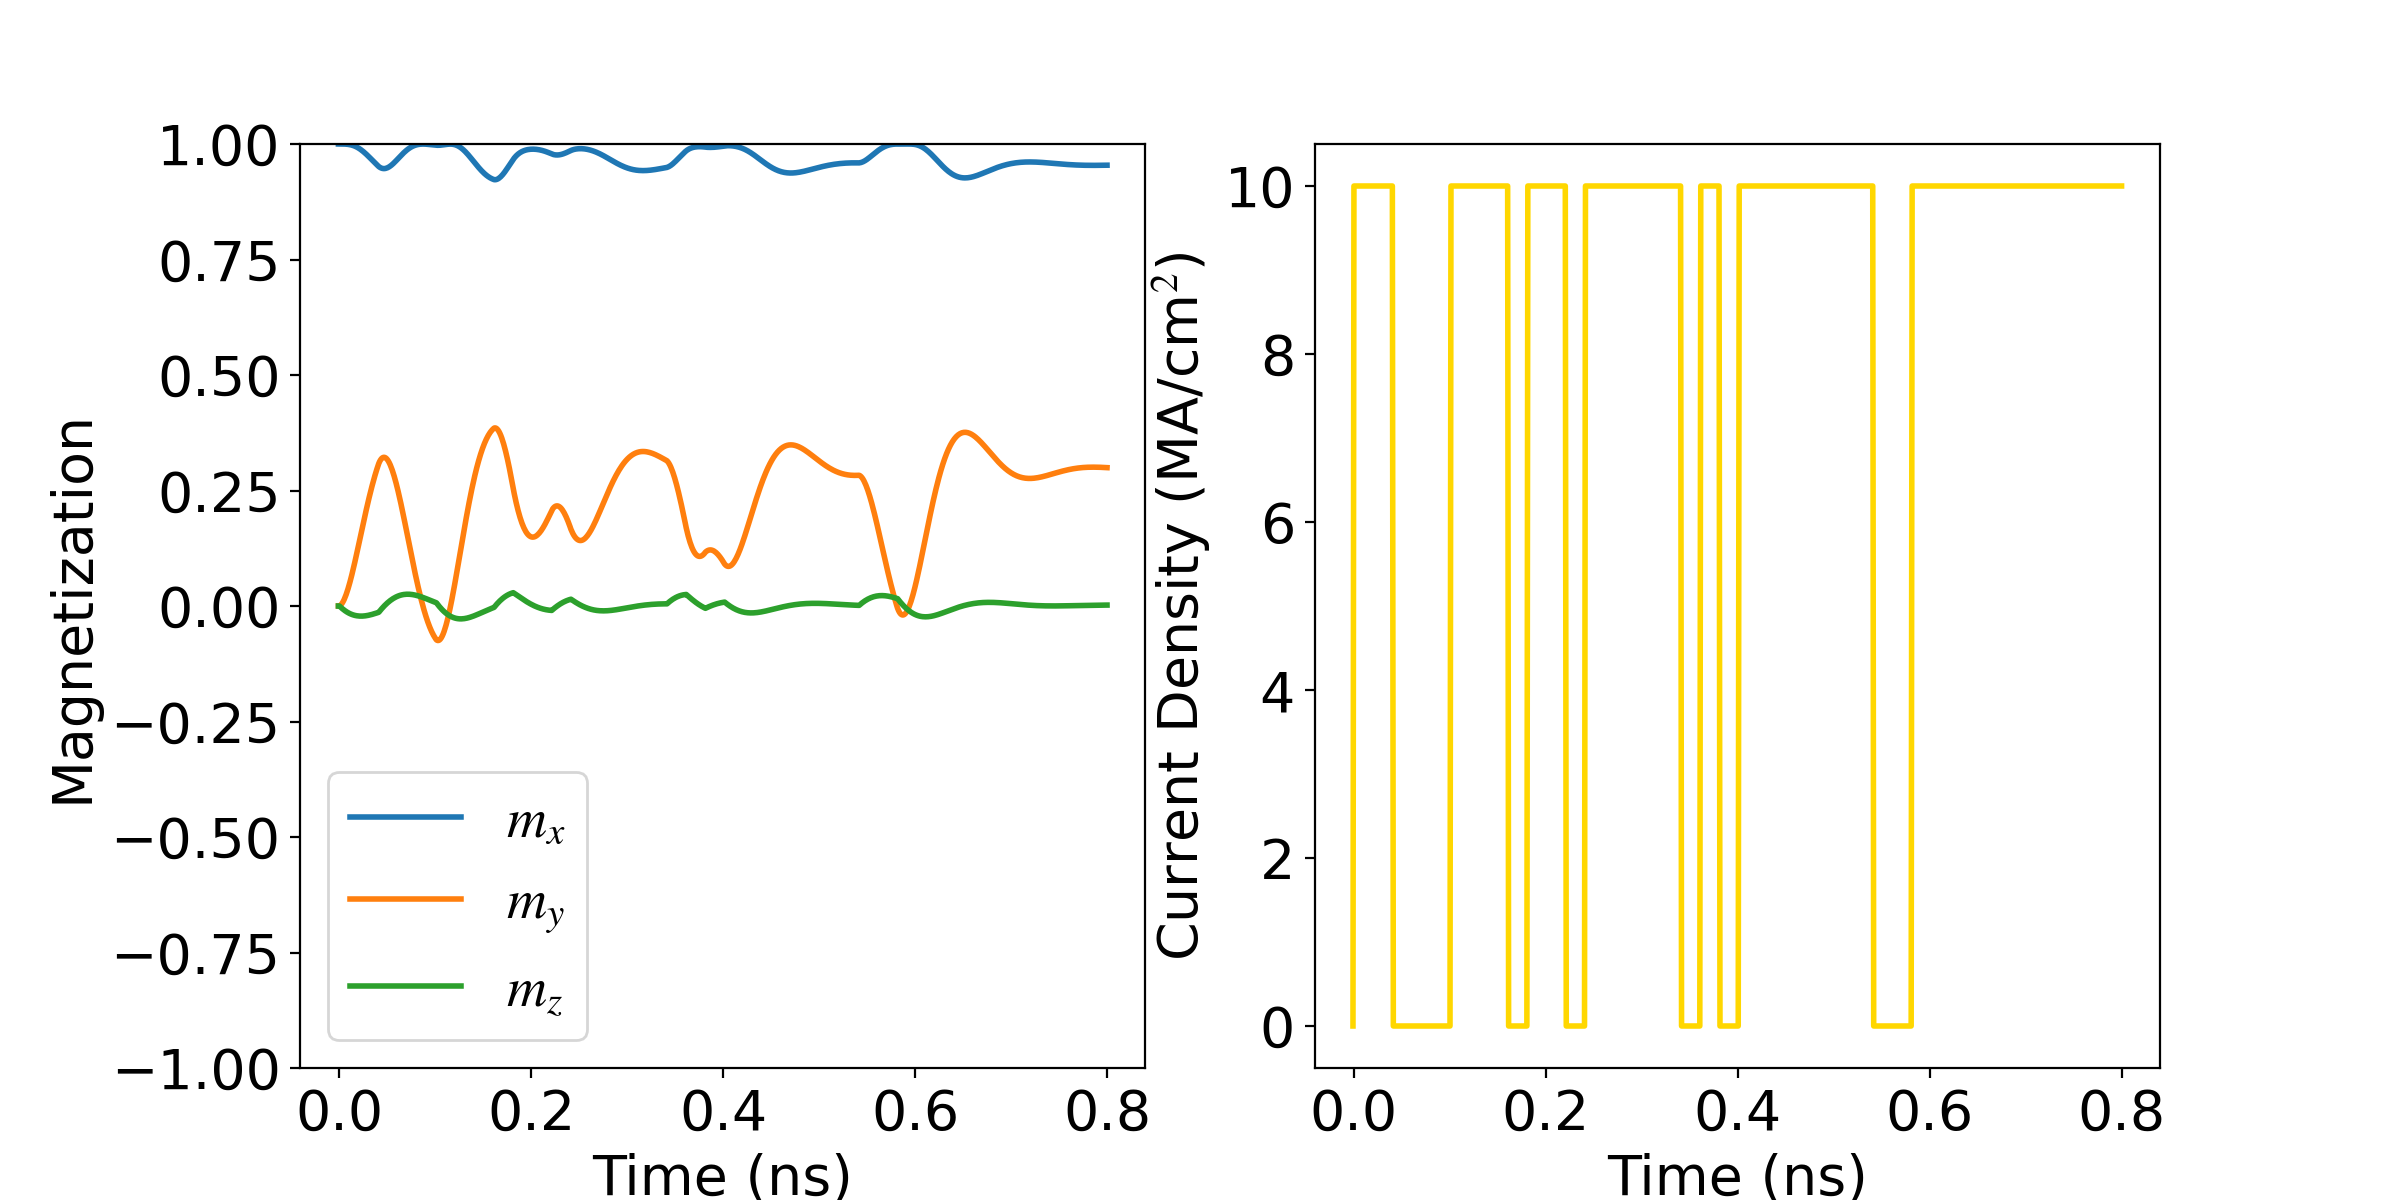 1.00
0.75
0.50
0.25
0.00
−0.25
−0.50
−0.75
−1.00
Magnetization
m_x
m_y
m_z
0.0 0.2 0.4 0.6 0.8
Time (ns)
10
8
6
4
2
0
Current Density (MA/cm²)
0.0 0.2 0.4 0.6 0.8
Time (ns)